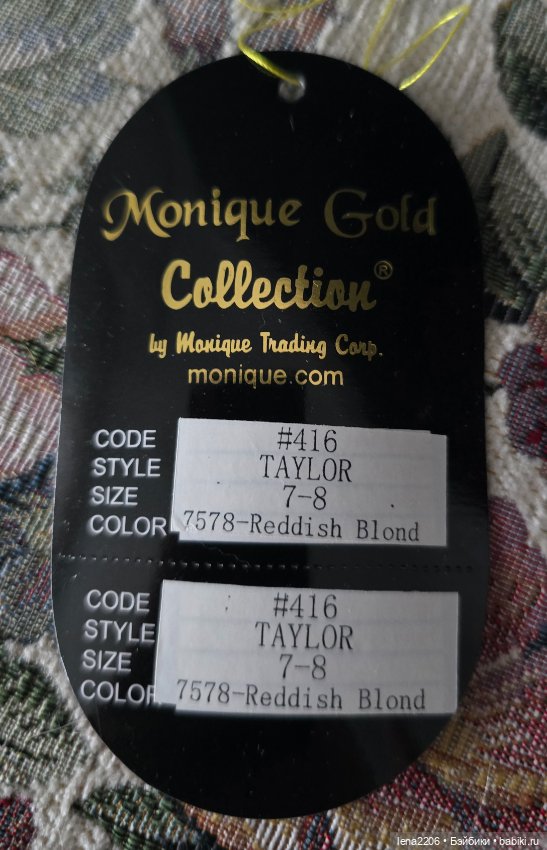 Monique Gold
Collection®
by Monique Trading Corp.
monique.com
CODE #416
STYLE TAYLOR
SIZE 7-8
COLOR 7578-Reddish Blond
CODE #416
STYLE TAYLOR
SIZE 7-8
COLOR 7578-Reddish Blond
lena2206 • Бэйбики • babiki.ru